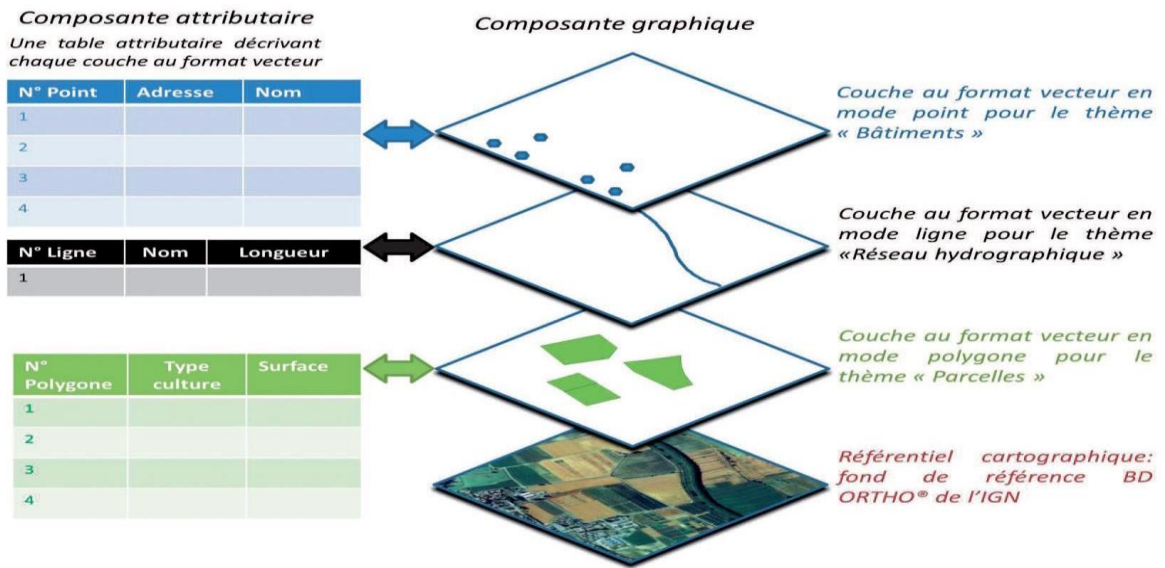 Composante attributaire
Une table attributaire décrivant
chaque couche au format vecteur
N° Point Adresse Nom
1
2
3
4
N° Ligne Nom Longueur
1
N° Polygone Type culture Surface
1
2
3
4
Composante graphique
Couche au format vecteur en
mode point pour le thème
« Bâtiments »
Couche au format vecteur en
mode ligne pour le thème
«Réseau hydrographique »
Couche au format vecteur en
mode polygone pour le
thème « Parcelles »
Référentiel cartographique:
fond de référence BD
ORTHO® de l'IGN